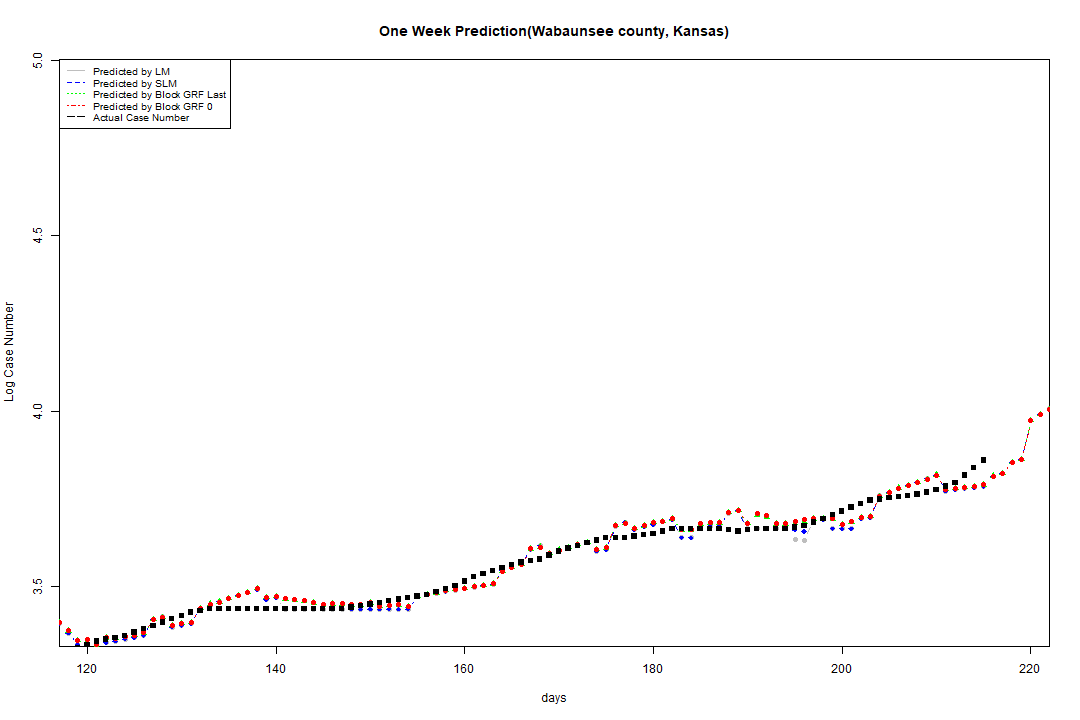 One Week Prediction(Wabaunsee county, Kansas)
Predicted by LM
Predicted by SLM
Predicted by Block GRF Last
Predicted by Block GRF 0
Actual Case Number
5.0
4.5
4.0
3.5
Log Case Number
120 140 160 180 200 220
days